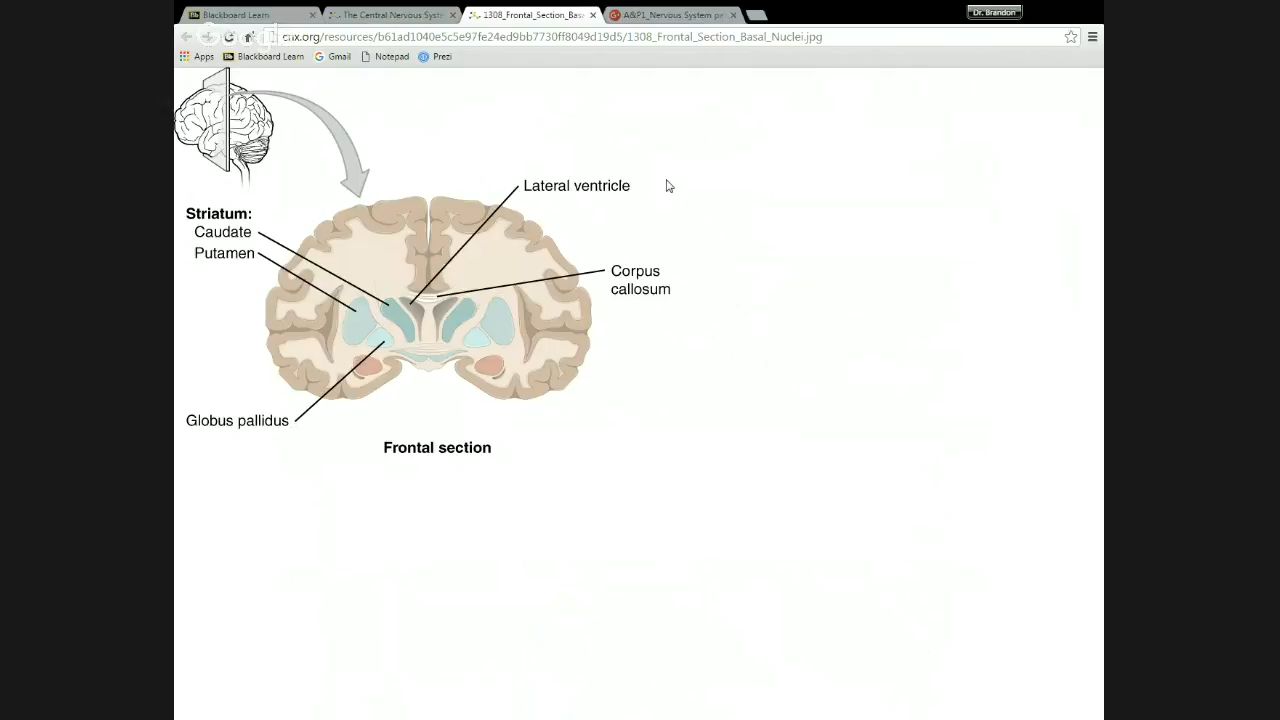 Blackboard Learn
The Central Nervous Syste
1308_Frontal_Section_Bas
A&P1_Nervous.System pr
Dr. Brandon
cnx.org/resources/b61ad1040e5c5e97fe24ed9bb7730ff8049d19d5/1308_Frontal_Section_Basal_Nuclei.jpg
Apps
Blackboard Learn
Gmail
Notepad
Prezi
Lateral ventricle
Striatum:
Caudate
Putamen
Corpus
callosum
Globus pallidus
Frontal section